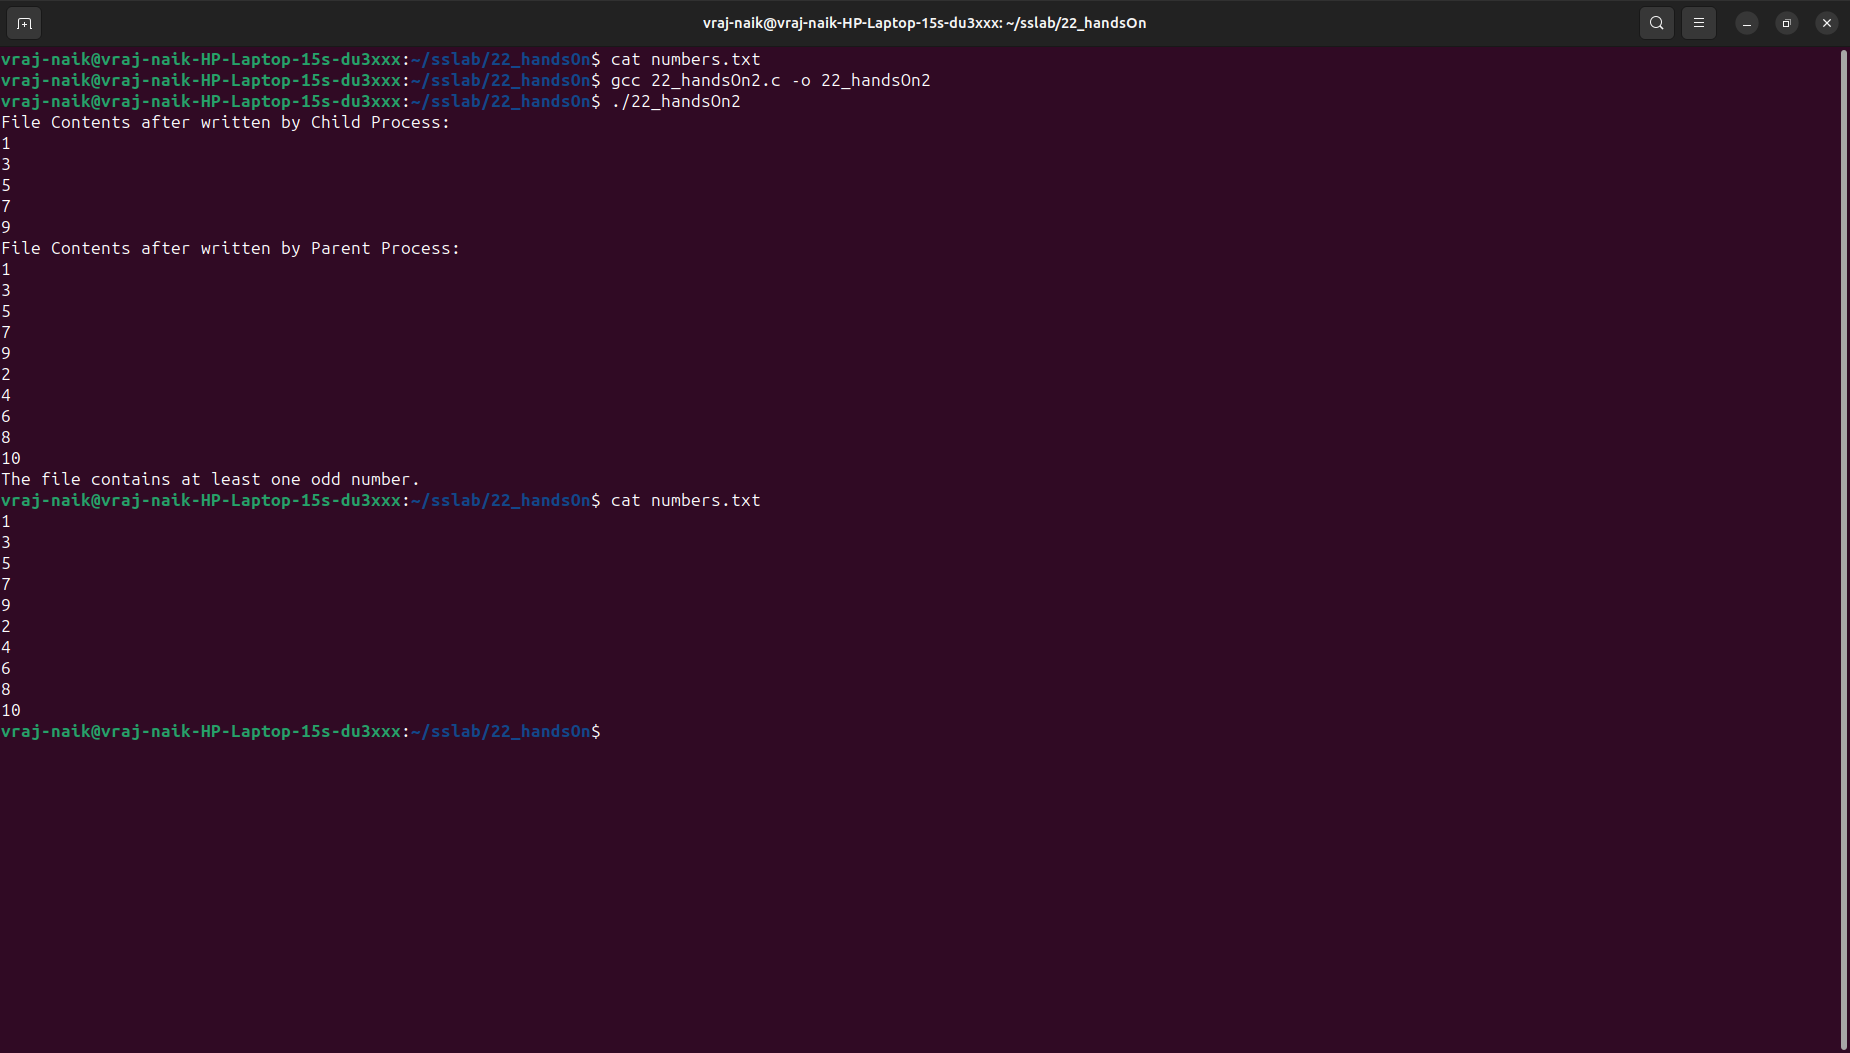 vraj-naik@vraj-naik-HP-Laptop-15s-du3xxx: ~/sslab/22_handsOn
vraj-naik@vraj-naik-HP-Laptop-15s-du3xxx:~/sslab/22_handsOn$ cat numbers.txt
vraj-naik@vraj-naik-HP-Laptop-15s-du3xxx:~/sslab/22_handsOn$ gcc 22_handsOn2.c -o 22_handsOn2
vraj-naik@vraj-naik-HP-Laptop-15s-du3xxx:~/sslab/22_handsOn$ ./22_handsOn2
File Contents after written by Child Process:
1
3
5
7
9
File Contents after written by Parent Process:
1
3
5
7
9
2
4
6
8
10
The file contains at least one odd number.
vraj-naik@vraj-naik-HP-Laptop-15s-du3xxx:~/sslab/22_handsOn$ cat numbers.txt
1
3
5
7
9
2
4
6
8
10
vraj-naik@vraj-naik-HP-Laptop-15s-du3xxx:~/sslab/22_handsOn$